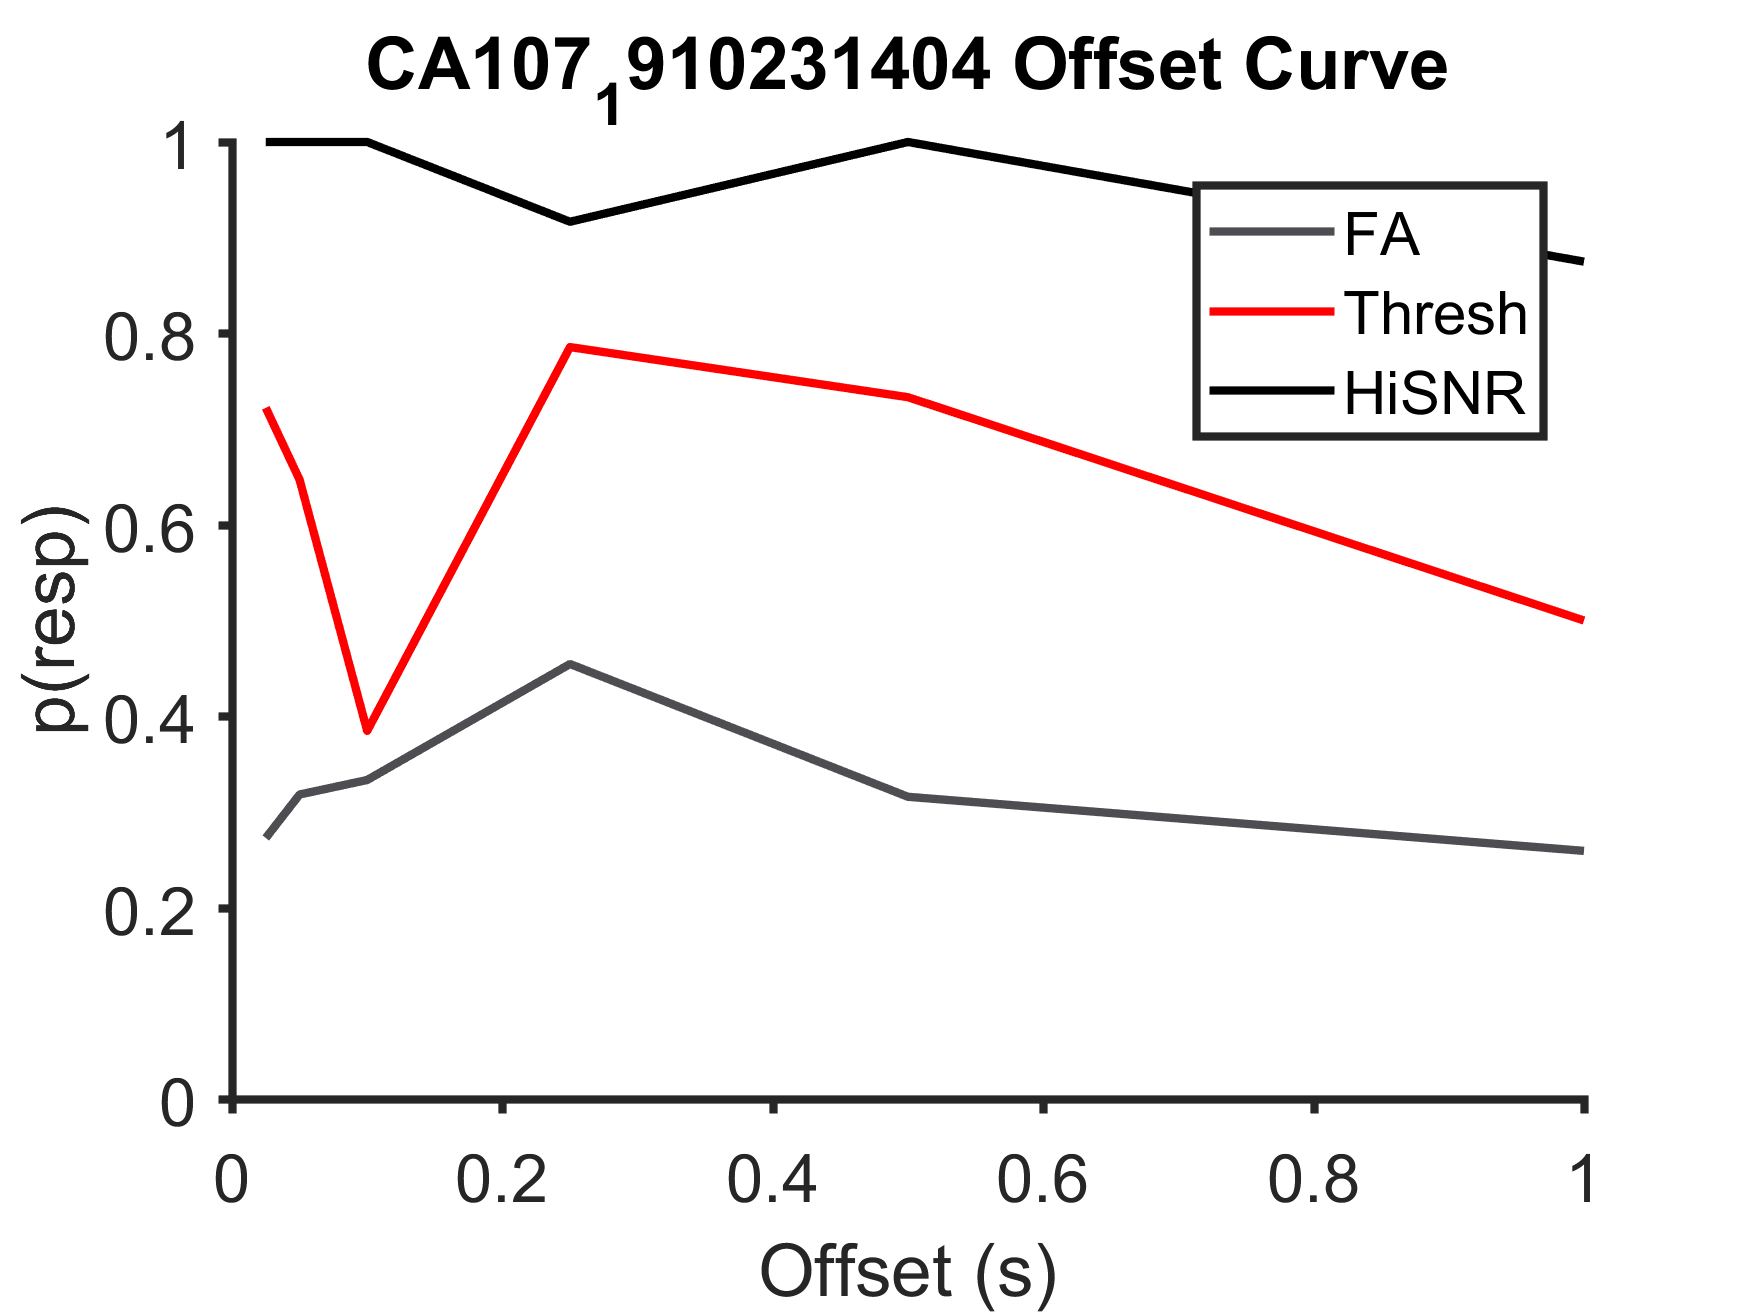 CA107₁910231404 Offset Curve
1
0.8
0.6
0.4
0.2
0
p(resp)
FA
Thresh
HiSNR
0 0.2 0.4 0.6 0.8 1
Offset (s)